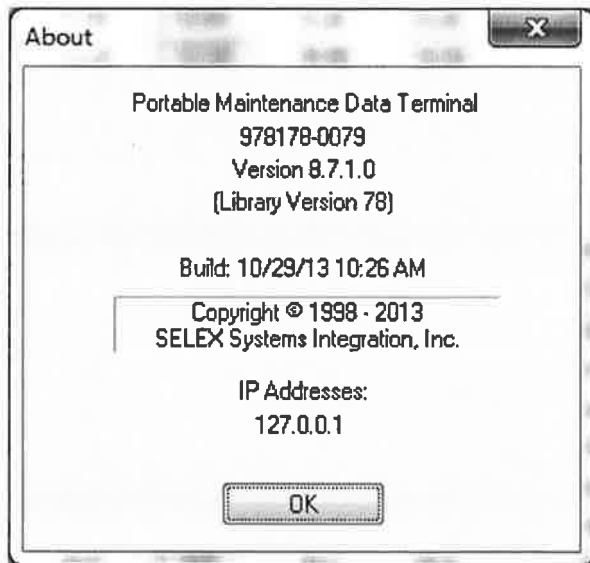 About
Portable Maintenance Data Terminal
978178-0079
Version 8.7.1.0
(Library Version 78)
Build: 10/29/13 10:26 AM
Copyright © 1998 - 2013
SELEX Systems Integration, Inc.
IP Addresses:
127.0.0.1
OK